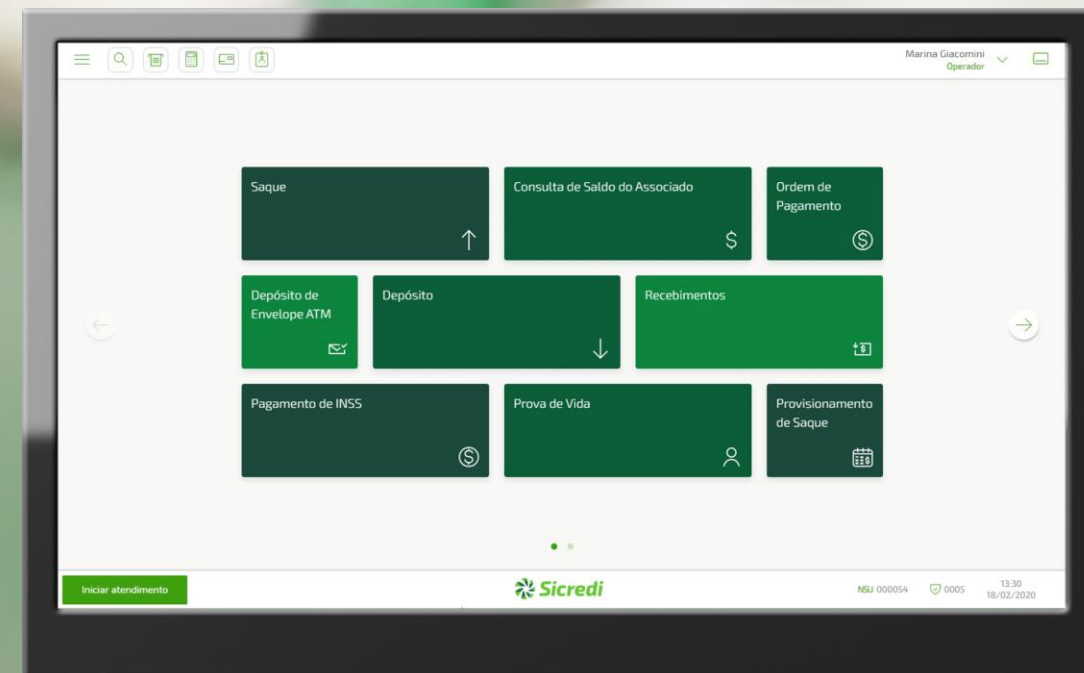 Marina Giacomini
Operador
Saque
Consulta de Saldo do Associado
Ordem de
Pagamento
Depósito de
Envelope ATM
Depósito
Recebimentos
Pagamento de INSS
Prova de Vida
Provisionamento
de Saque
Iniciar atendimento
Sicredi
NSU 000054
0005
13:30
18/02/2020